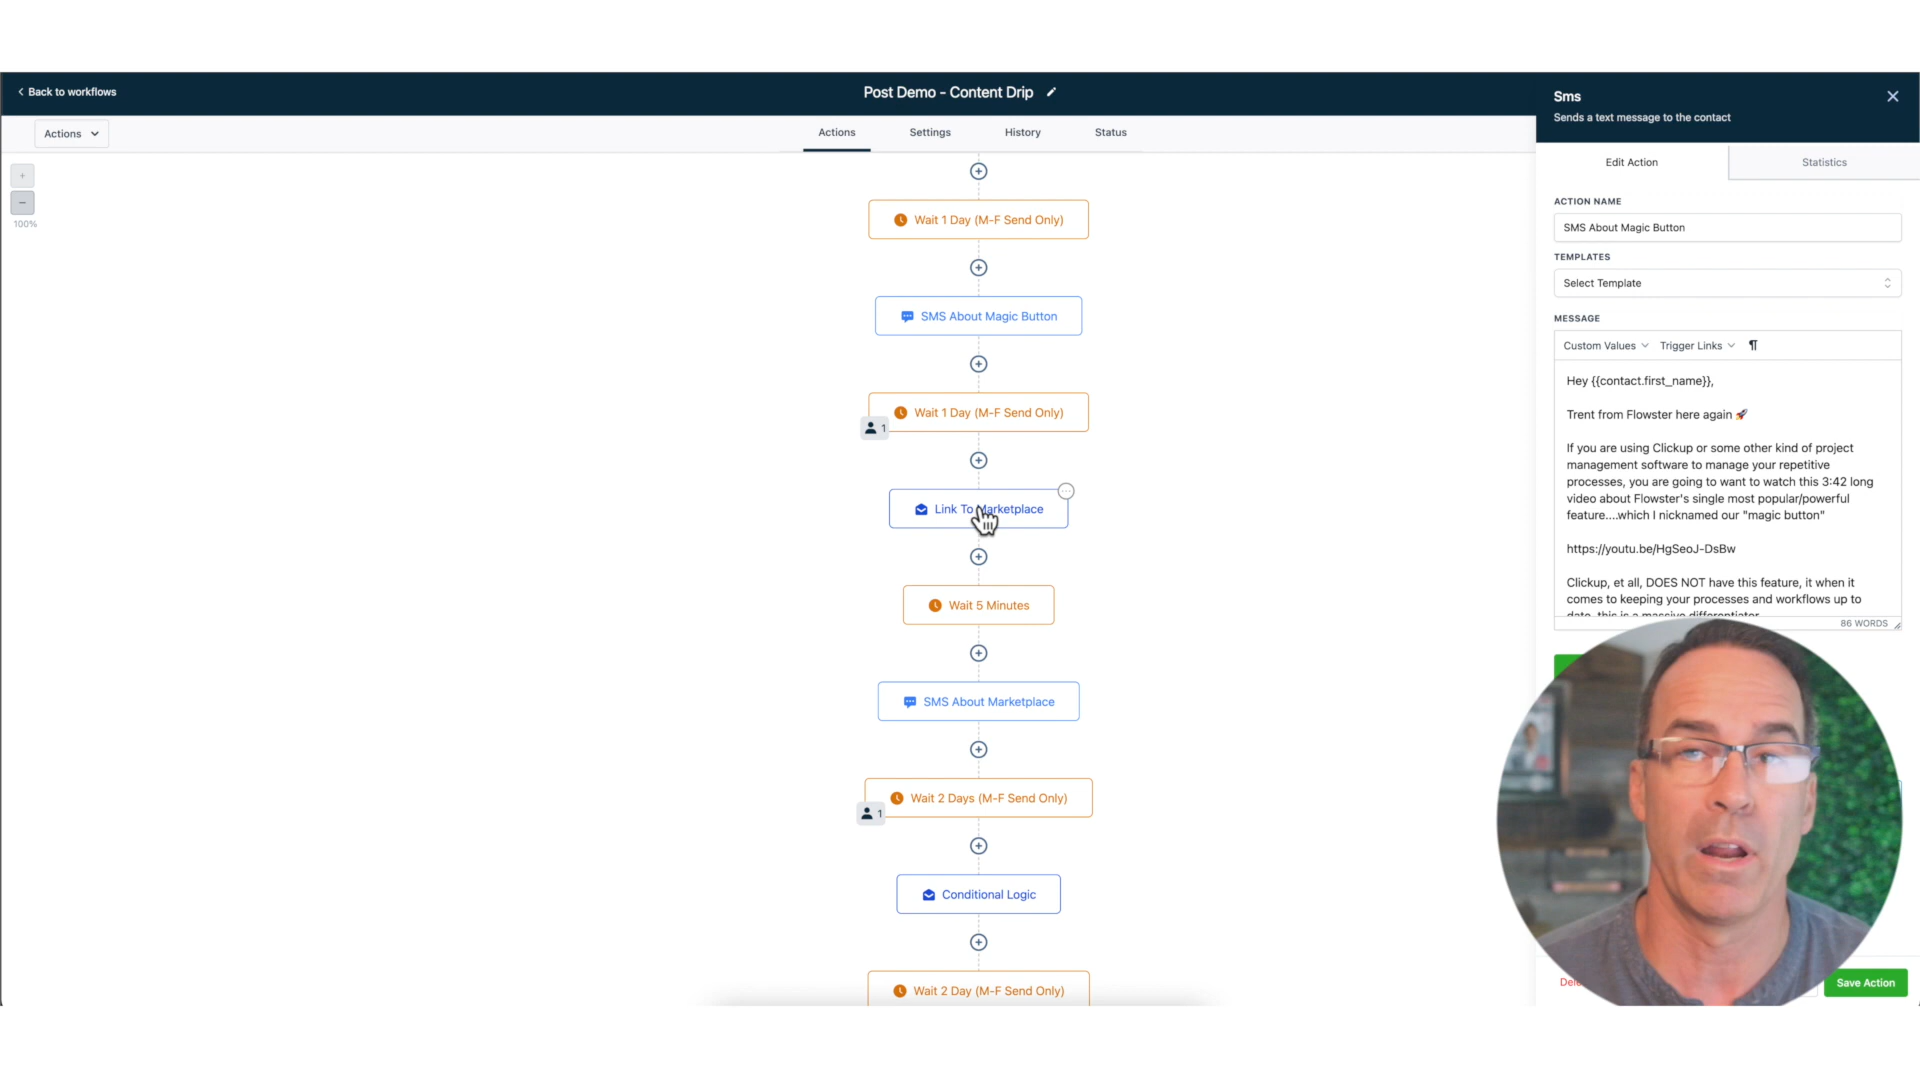 Back to workflows
Post Demo - Content Drip
Actions
Actions
Settings
History
Status
100%
Wait 1 Day (M-F Send Only)
SMS About Magic Button
Wait 1 Day (M-F Send Only)
1
Link To Marketplace
Wait 5 Minutes
SMS About Marketplace
Wait 2 Days (M-F Send Only)
1
Conditional Logic
Wait 2 Day (M-F Send Only)
Sms
Sends a text message to the contact
Edit Action
Statistics
ACTION NAME
SMS About Magic Button
TEMPLATES
Select Template
MESSAGE
Custom Values
Trigger Links
Hey {{contact.first_name}},
Trent from Flowster here again 🚀
If you are using Clickup or some other kind of project
management software to manage your repetitive
processes, you are going to want to watch this 3:42 long
video about Flowster's single most popular/powerful
feature....which I nicknamed our "magic button"
https://youtu.be/HgSeoJ-DsBw
Clickup, et all, DOES NOT have this feature, it when it
comes to keeping your processes and workflows up to
date, this is a massive differentiator
86 WORDS
Save Action